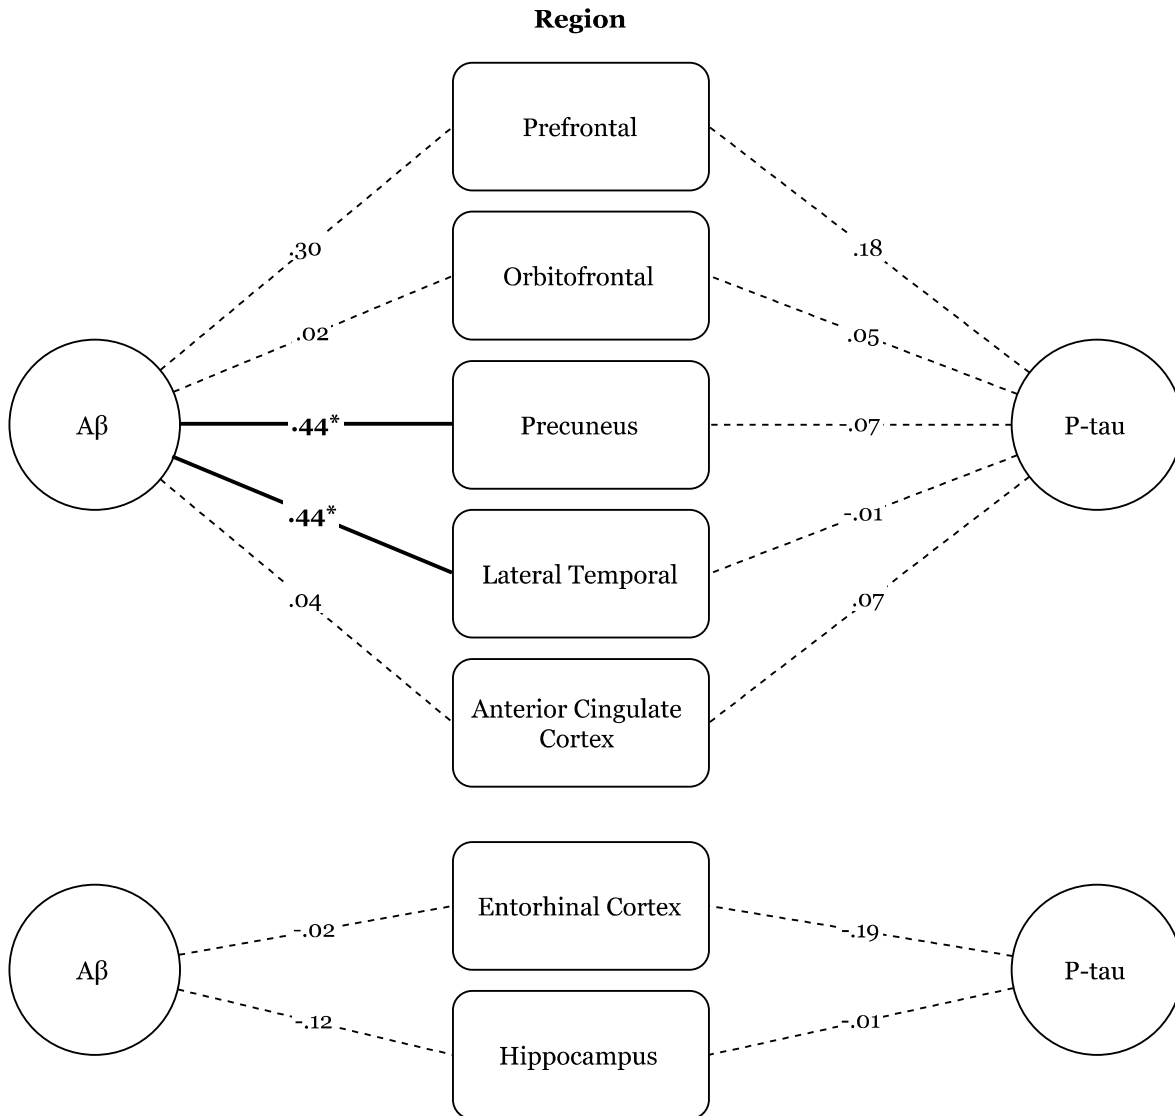 Region
Prefrontal
.30
.18
Orbitofrontal
.02
.05
Aβ
.44*
Precuneus
.07
P-tau
.44*
-.01
Lateral Temporal
.04
.07
Anterior Cingulate
Cortex
Entorhinal Cortex
-.02
-.19
Aβ
P-tau
-.12
-.01
Hippocampus